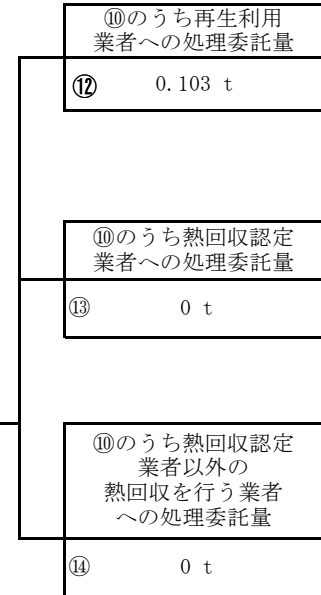 ⑩のうち再生利用
業者への処理委託量
⑫ 0.103 t
⑩のうち熱回収認定
業者への処理委託量
⑬ 0 t
⑩のうち熱回収認定
業者以外の
熱回収を行う業者
への処理委託量
⑭ 0 t